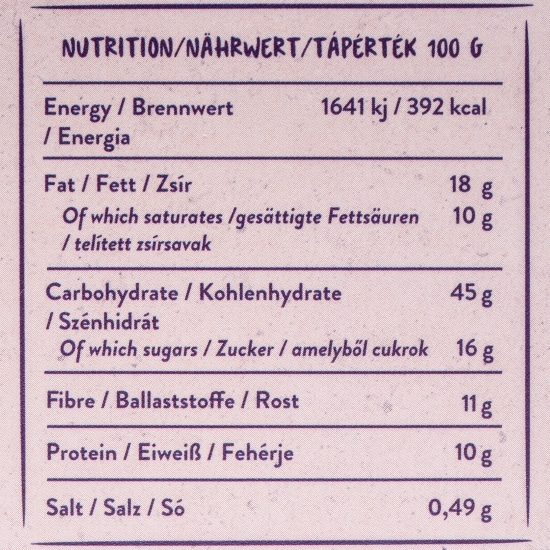 NUTRITION/NÄHRWERT/TÁPÉRTÉK 100 G
Energy / Brennwert 1641 kj / 392 kcal
/ Energia
Fat / Fett / Zsír 18 g
Of which saturates /gesättigte Fettsäuren 10 g
/ telített zsírsavak
Carbohydrate / Kohlenhydrate 45 g
/ Szénhidrát
Of which sugars / Zucker / amelyből cukrok 16 g
Fibre / Ballaststoffe / Rost 11 g
Protein / Eiweiß / Fehérje 10 g
Salt / Salz / Só 0,49 g